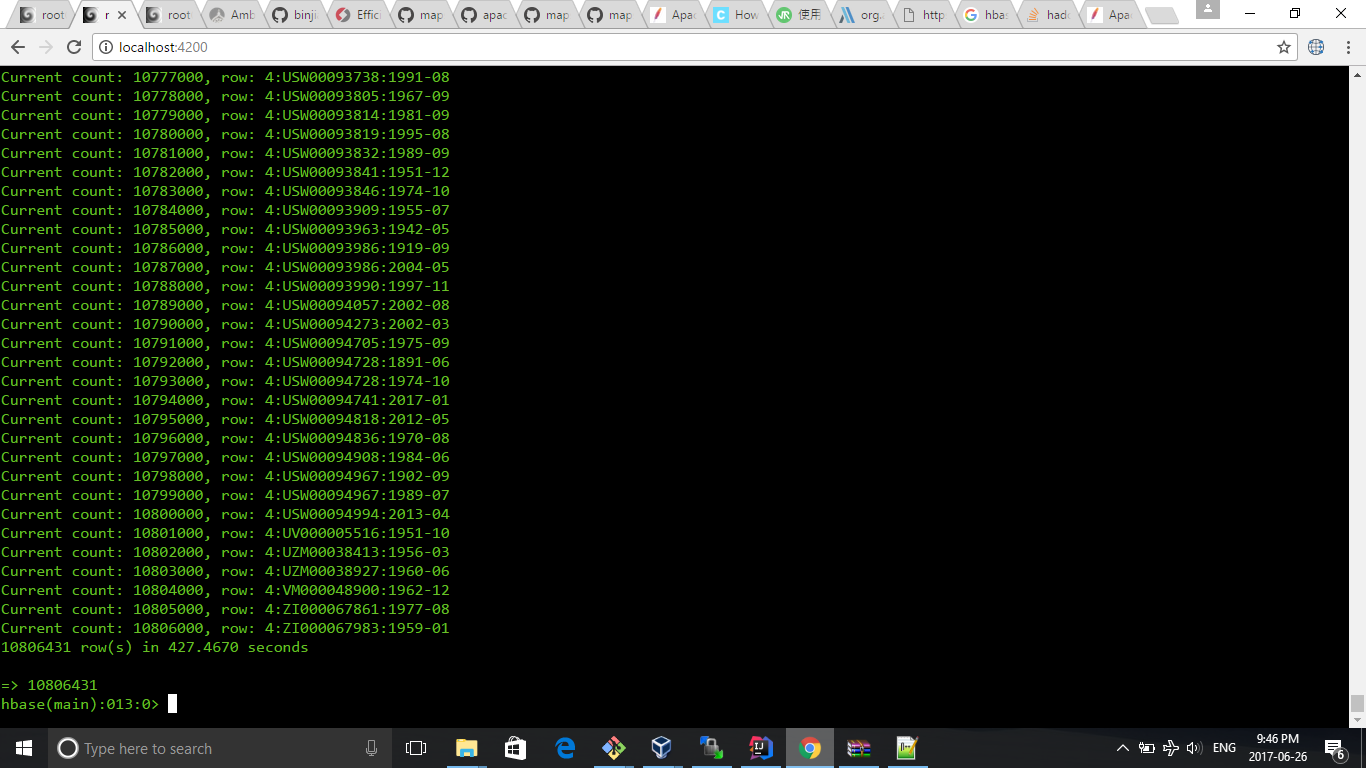 root
r
root
Amb
binji
Effic
map
apac
map
map
Apac
How
使用
org.
http
hba
hado
Apac
localhost:4200
Current count: 10777000, row: 4:USW00093738:1991-08
Current count: 10778000, row: 4:USW00093805:1967-09
Current count: 10779000, row: 4:USW00093814:1981-09
Current count: 10780000, row: 4:USW00093819:1995-08
Current count: 10781000, row: 4:USW00093832:1989-09
Current count: 10782000, row: 4:USW00093841:1951-12
Current count: 10783000, row: 4:USW00093846:1974-10
Current count: 10784000, row: 4:USW00093909:1955-07
Current count: 10785000, row: 4:USW00093963:1942-05
Current count: 10786000, row: 4:USW00093986:1919-09
Current count: 10787000, row: 4:USW00093986:2004-05
Current count: 10788000, row: 4:USW00093990:1997-11
Current count: 10789000, row: 4:USW00094057:2002-08
Current count: 10790000, row: 4:USW00094273:2002-03
Current count: 10791000, row: 4:USW00094705:1975-09
Current count: 10792000, row: 4:USW00094728:1891-06
Current count: 10793000, row: 4:USW00094728:1974-10
Current count: 10794000, row: 4:USW00094741:2017-01
Current count: 10795000, row: 4:USW00094818:2012-05
Current count: 10796000, row: 4:USW00094836:1970-08
Current count: 10797000, row: 4:USW00094908:1984-06
Current count: 10798000, row: 4:USW00094967:1902-09
Current count: 10799000, row: 4:USW00094967:1989-07
Current count: 10800000, row: 4:USW00094994:2013-04
Current count: 10801000, row: 4:UV000005516:1951-10
Current count: 10802000, row: 4:UZM00038413:1956-03
Current count: 10803000, row: 4:UZM00038927:1960-06
Current count: 10804000, row: 4:VM000048900:1962-12
Current count: 10805000, row: 4:ZI000067861:1977-08
Current count: 10806000, row: 4:ZI000067983:1959-01
10806431 row(s) in 427.4670 seconds
=> 10806431
hbase(main):013:0>
Type here to search
ENG
9:46 PM
2017-06-26
6